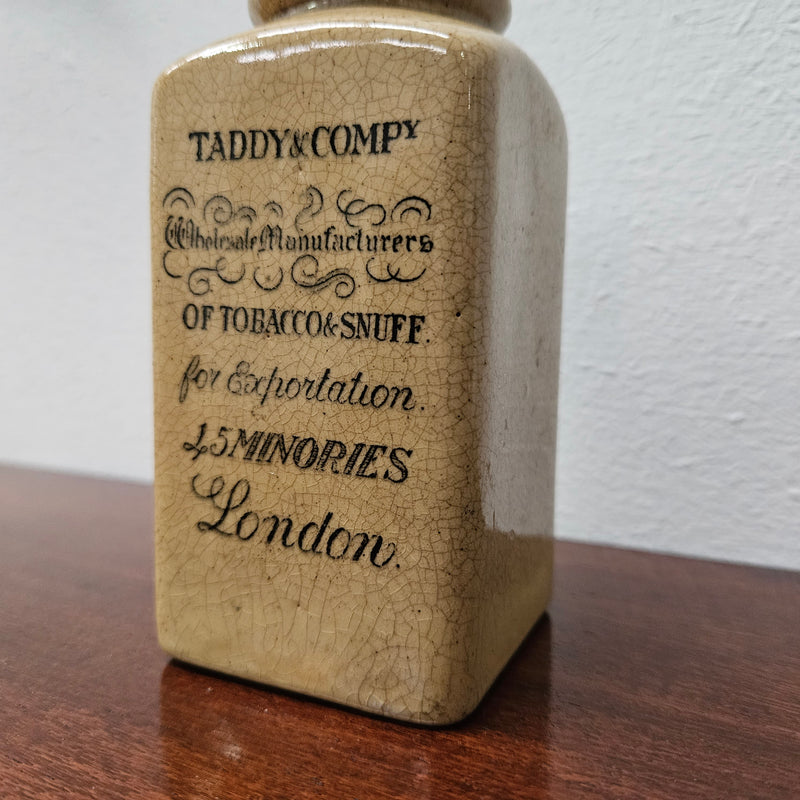 TADDY & COMPY
Wholesale Manufacturers
OF TOBACCO & SNUFF.
for Exportation.
45 MINORIES
London.